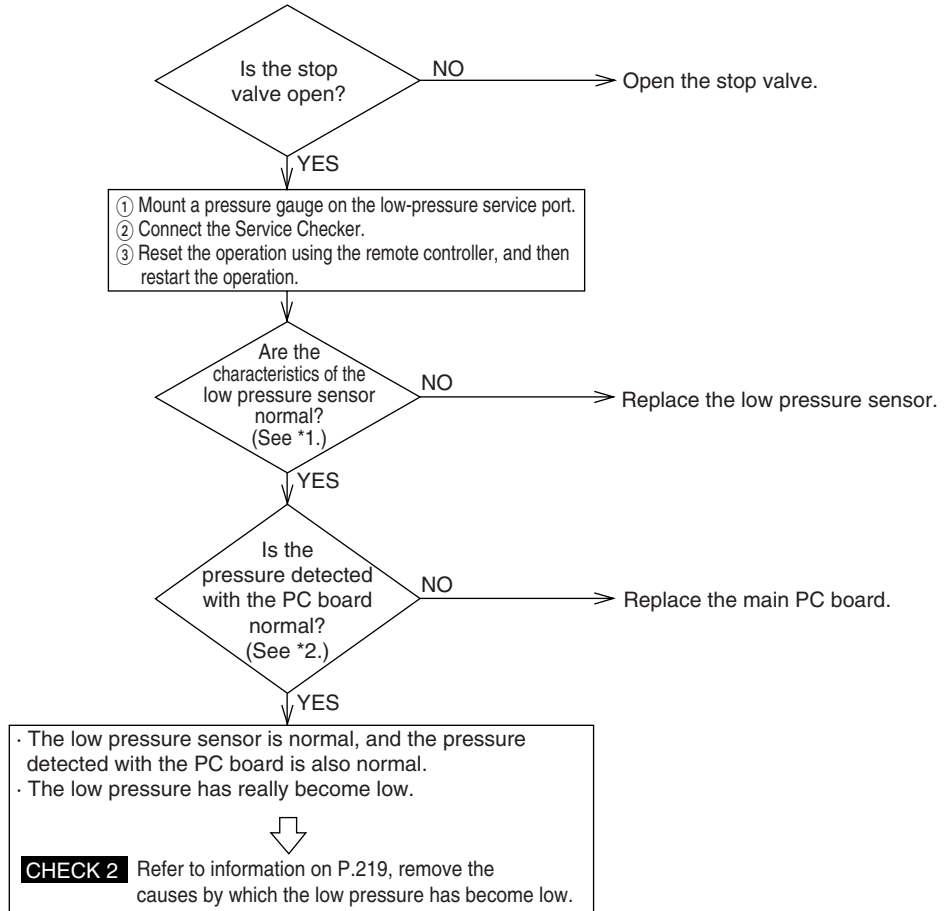 Is the stop
valve open?
NO
Open the stop valve.
YES
① Mount a pressure gauge on the low-pressure service port.
② Connect the Service Checker.
③ Reset the operation using the remote controller, and then
restart the operation.
Are the
characteristics of the
low pressure sensor
normal?
(See *1.)
NO
Replace the low pressure sensor.
YES
Is the
pressure detected
with the PC board
normal?
(See *2.)
NO
Replace the main PC board.
YES
· The low pressure sensor is normal, and the pressure
detected with the PC board is also normal.
· The low pressure has really become low.
CHECK 2 Refer to information on P.219, remove the
causes by which the low pressure has become low.